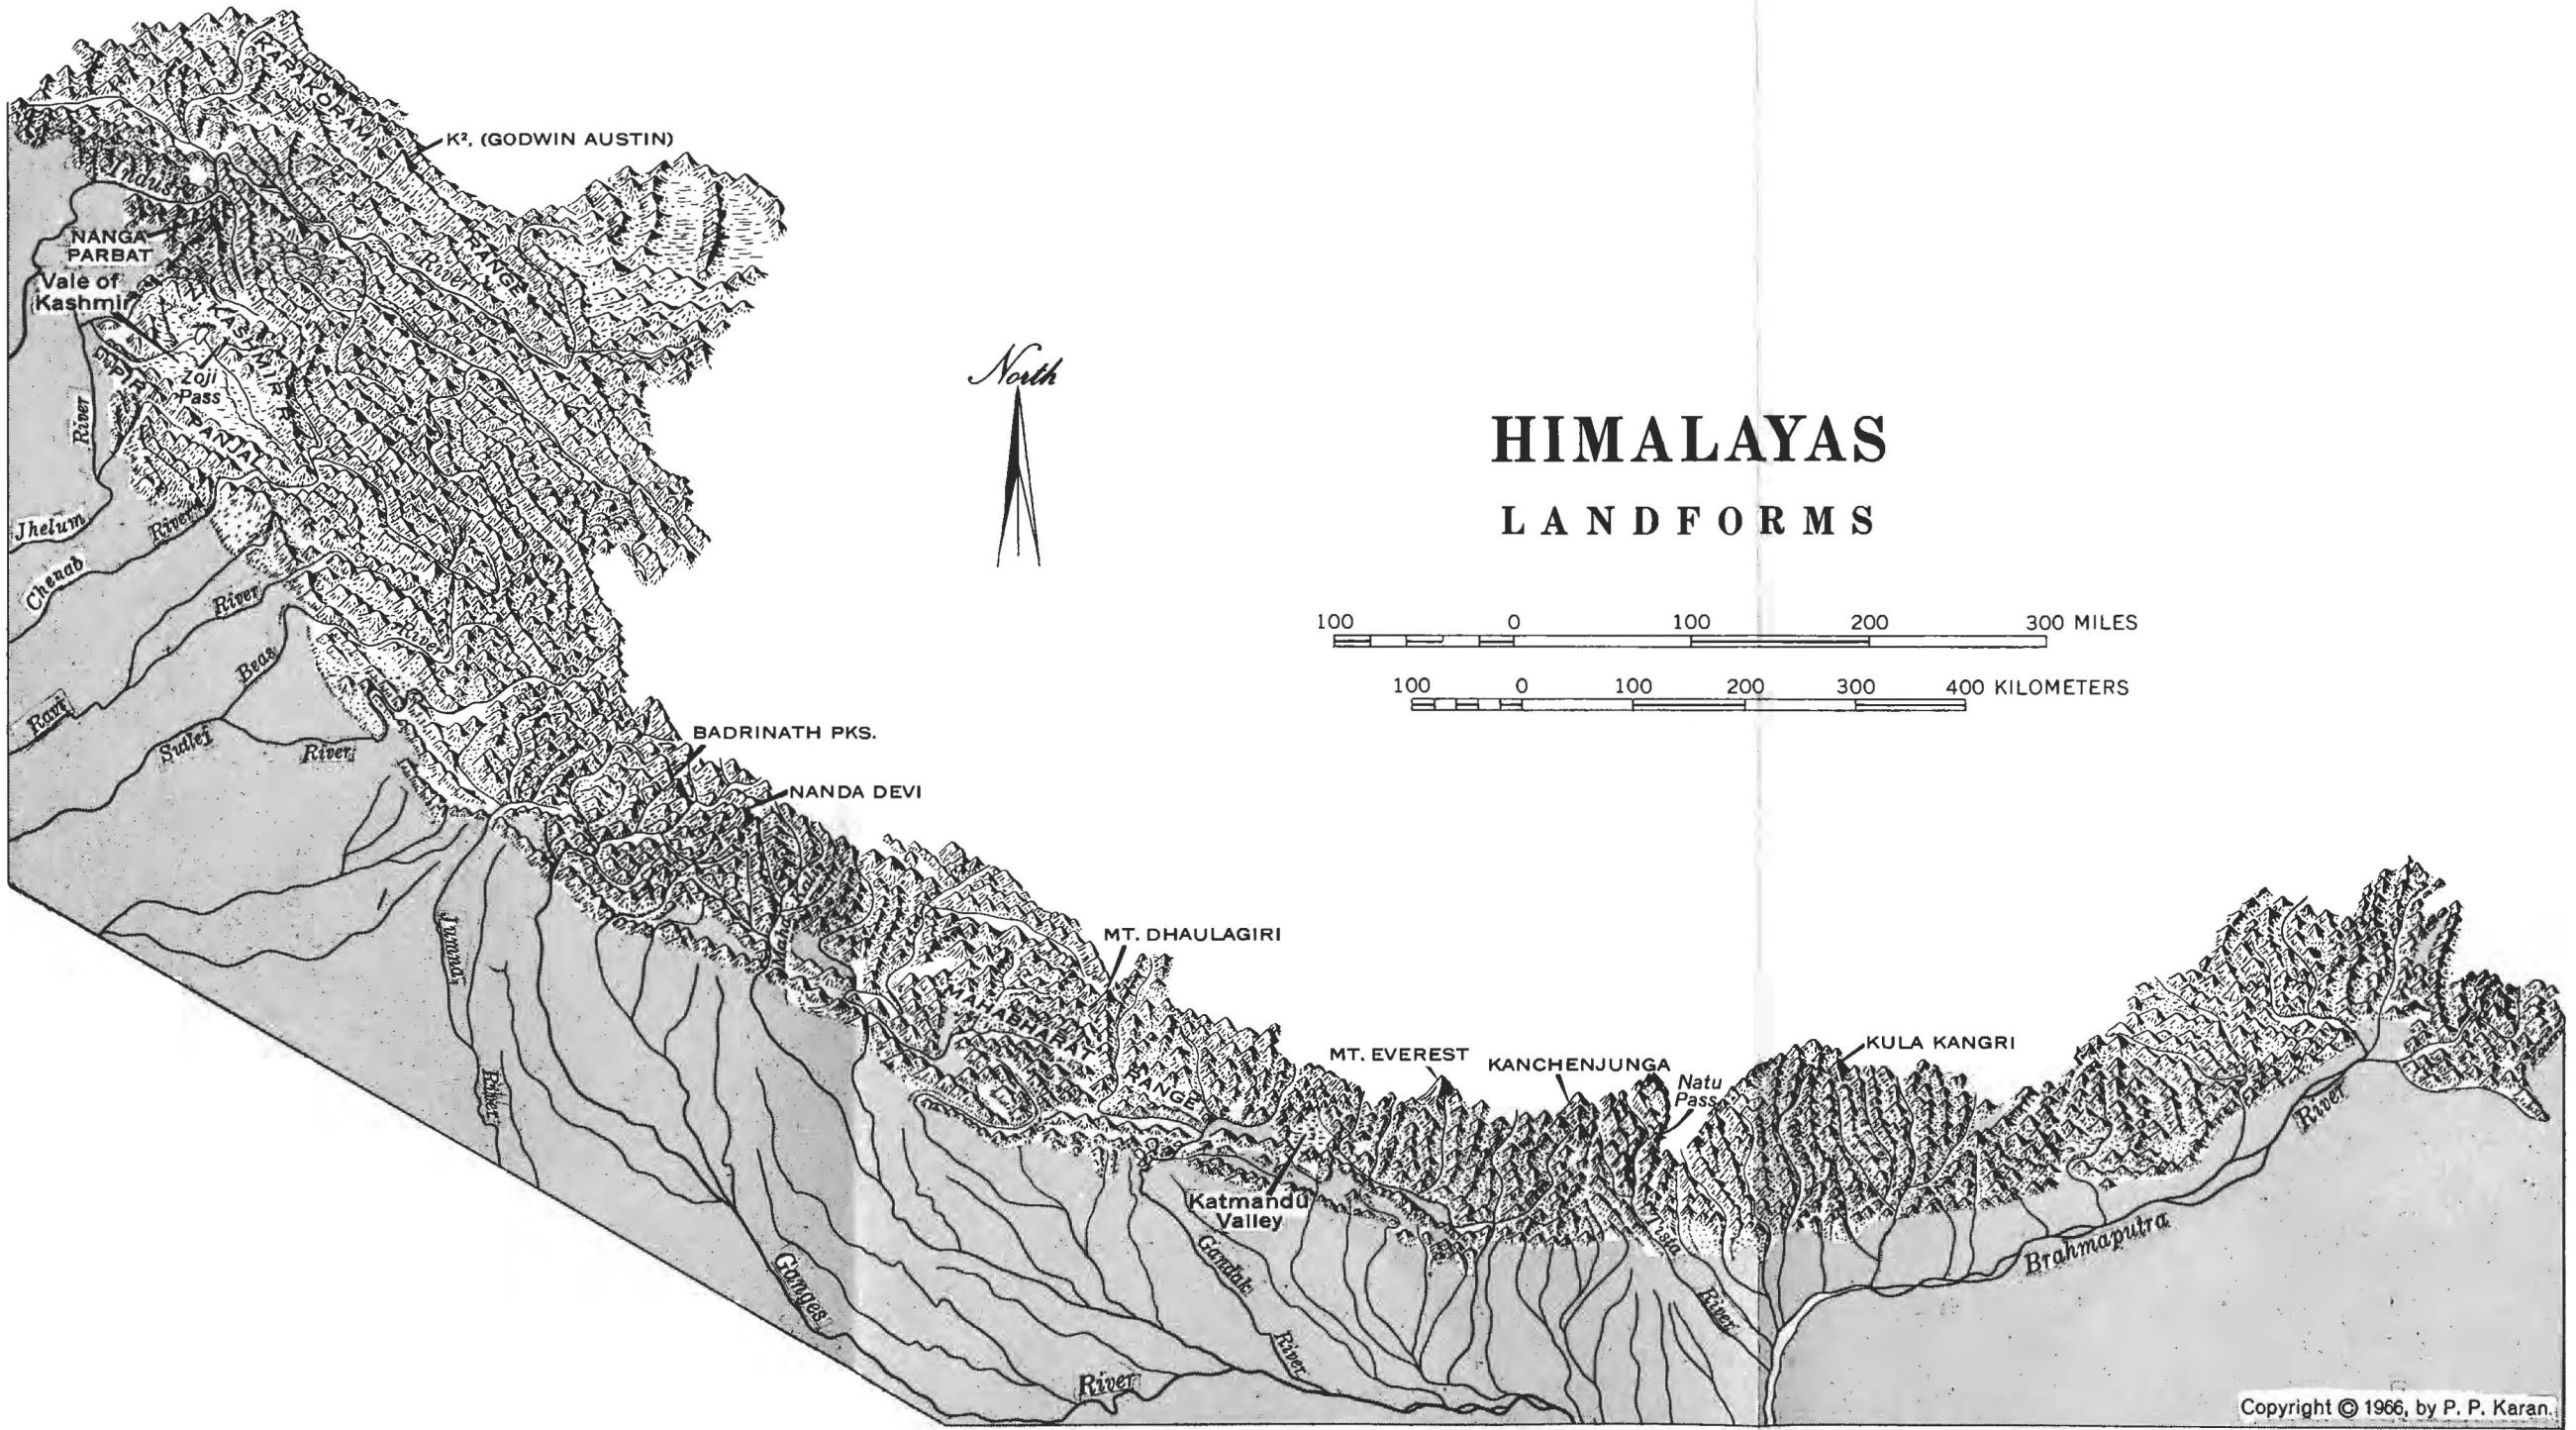 KARAKORAM
RANGE
K², (GODWIN AUSTIN)
Indus
River
NANGA
PARBAT
Vale of
Kashmir
KASHMIR
Zoji
Pass
PIR PANJAL
River
Jhelum
River
Chenab
River
River
Beas
Ravi
Sutlej
River
North
HIMALAYAS
LANDFORMS
100 0 100 200 300 MILES
100 0 100 200 300 400 KILOMETERS
BADRINATH PKS.
NANDA DEVI
Jumna
River
MT. DHAULAGIRI
MAHABHARAT
RANGE
MT. EVEREST
KANCHENJUNGA
Natu
Pass
KULA KANGRI
Katmandu
Valley
Gandak
River
Ganges
River
Tista
River
Brahmaputra
River
Copyright © 1966, by P. P. Karan.